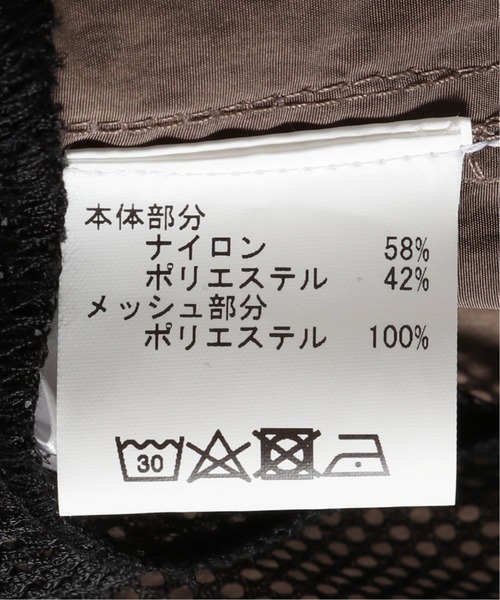 本体部分
ナイロン 58%
ポリエステル 42%
メッシュ部分
ポリエステル 100%
30